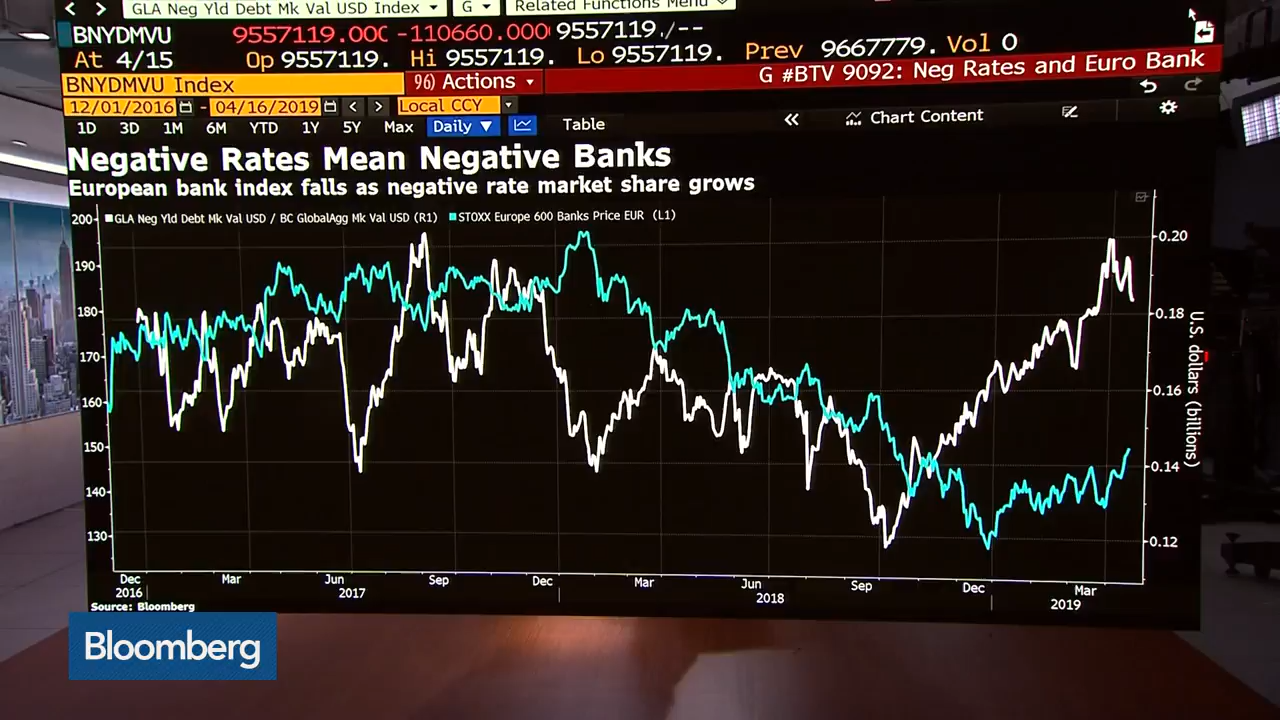 GLA Neg Yld Debt Mk Val USD Index G Related Functions Menu
BNYDMVU 9557119.000 -110660.000 9557119./--
At 4/15 Op 9557119. Hi 9557119. Lo 9557119. Prev 9667779. Vol 0
BNYDMVU Index 96) Actions G #BTV 9092: Neg Rates and Euro Bank
12/01/2016 - 04/16/2019 Local CCY
1D 3D 1M 6M YTD 1Y 5Y Max Daily Table Chart Content
Negative Rates Mean Negative Banks
European bank index falls as negative rate market share grows
GLA Neg Yld Debt Mk Val USD / BC GlobalAgg Mk Val USD (R1) STOXX Europe 600 Banks Price EUR (L1)
200
190
180
170
160
150
140
130
0.20
0.18
0.16
0.14
0.12
U.S. dollars (billions)
Dec Mar Jun Sep Dec Mar Jun Sep Dec Mar
2016 2017 2018 2019
Source: Bloomberg
Bloomberg